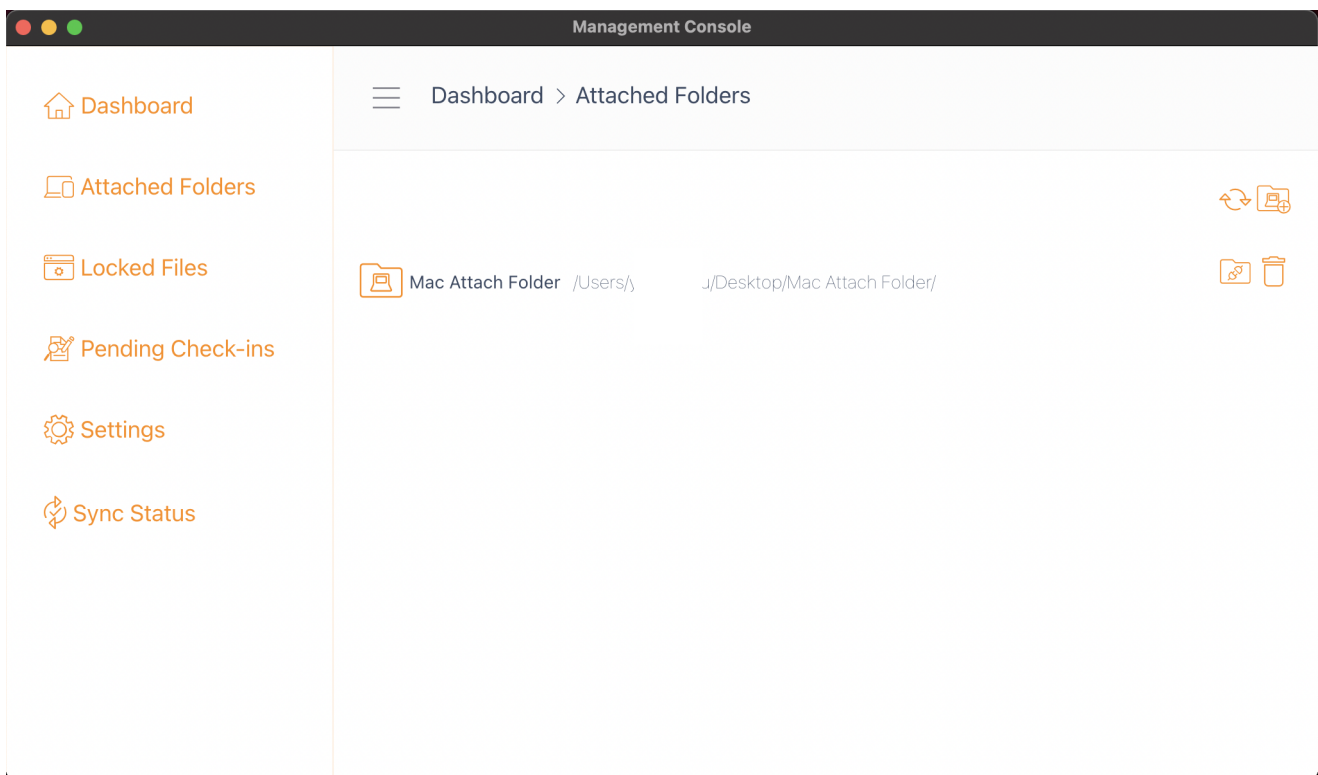 Management Console
Dashboard
Attached Folders
Locked Files
Pending Check-ins
Settings
Sync Status
Dashboard > Attached Folders
Mac Attach Folder /Users/ /Desktop/Mac Attach Folder/